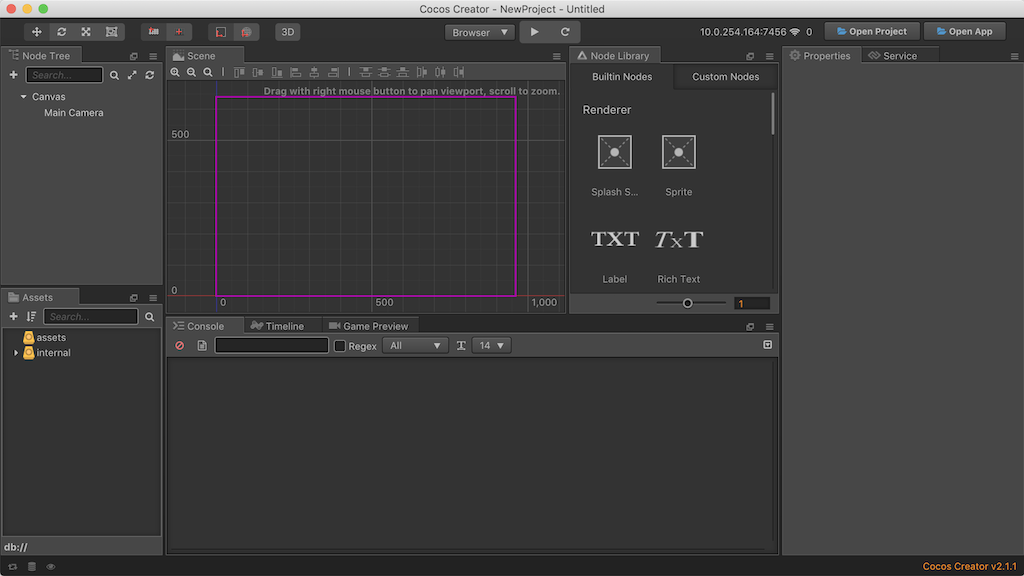 Cocos Creator - NewProject - Untitled
3D
Browser
10.0.254.164:7456
0
Open Project
Open App
Node Tree
Search...
Canvas
Main Camera
Scene
Drag with right mouse button to pan viewport, scroll to zoom.
500
0
0
500
1,000
Node Library
Builtin Nodes
Custom Nodes
Renderer
Splash S...
Sprite
TXT
TxT
Label
Rich Text
1
Properties
Service
Assets
Search...
assets
internal
db://
Console
Timeline
Game Preview
Regex
All
14
Cocos Creator v2.1.1